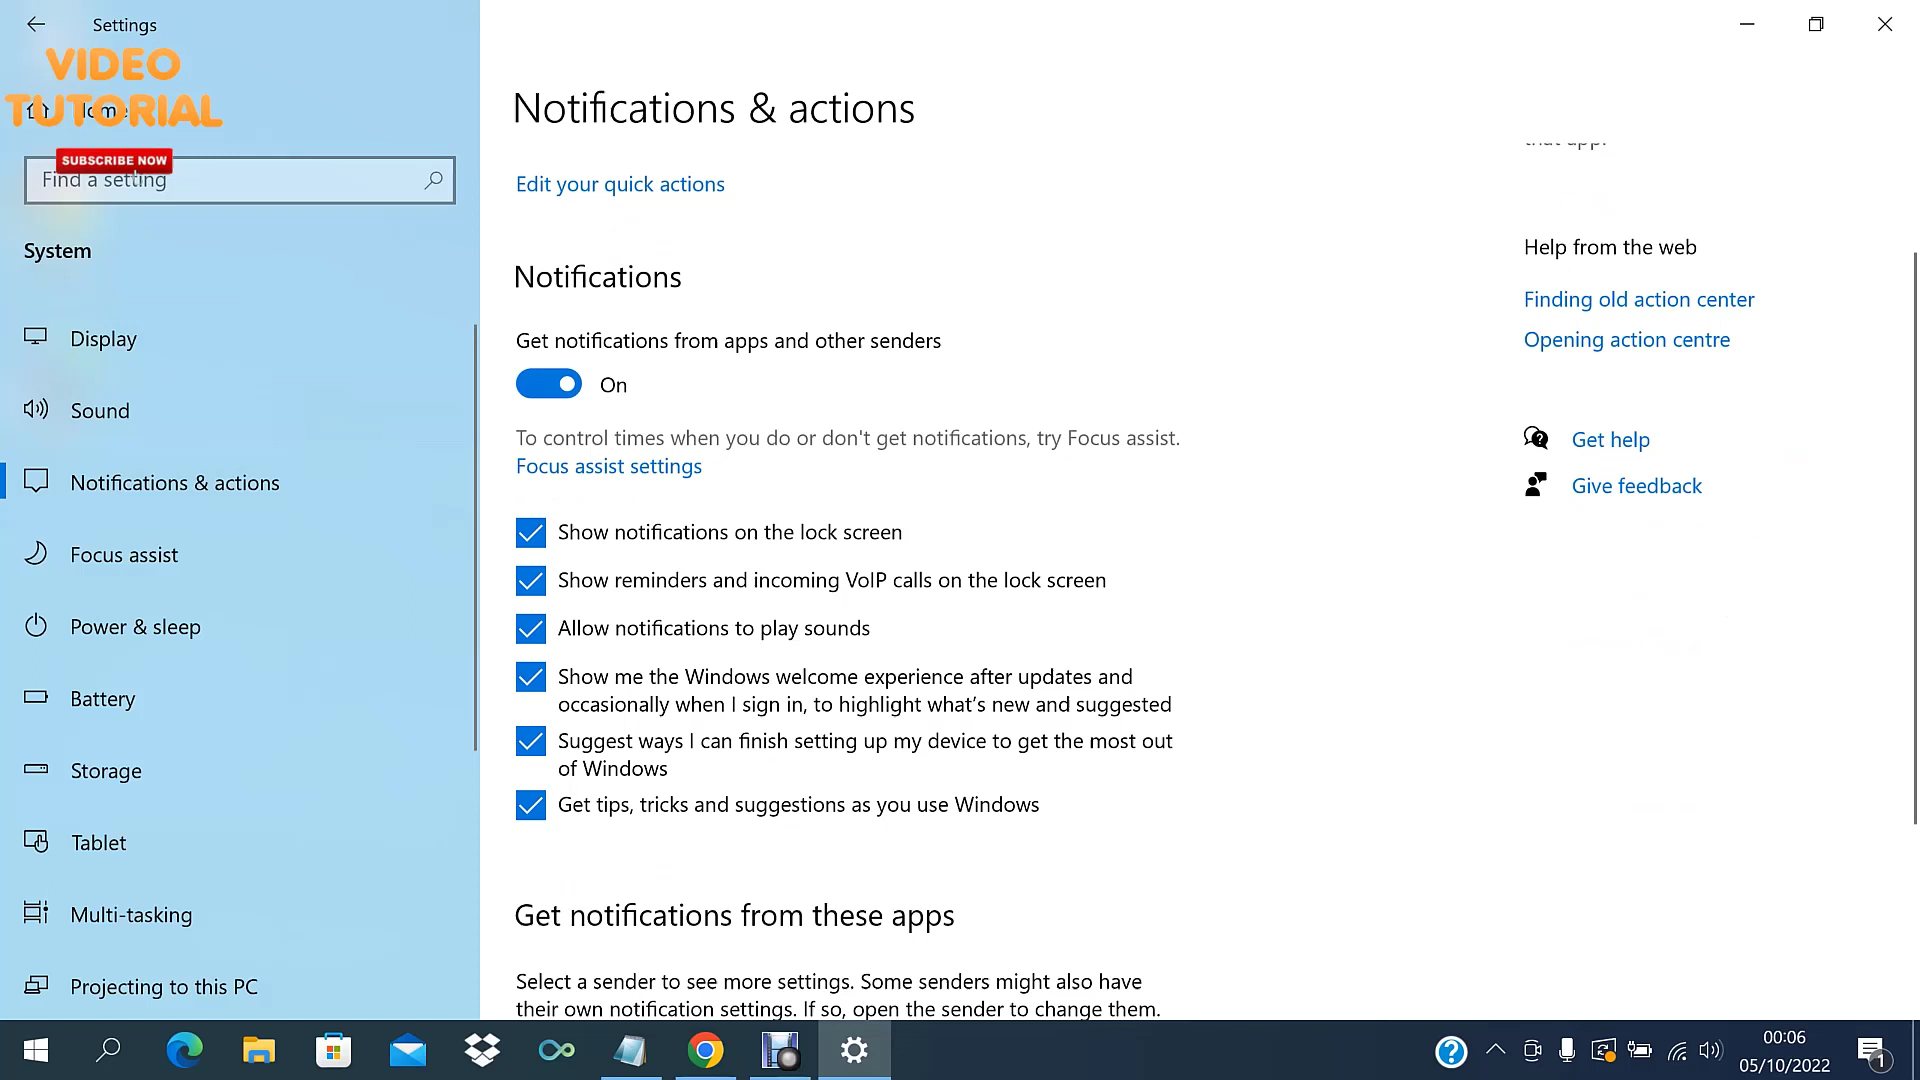 Settings
VIDEO
TUTORIAL
Home
SUBSCRIBE NOW
Find a setting
System
Display
Sound
Notifications & actions
Focus assist
Power & sleep
Battery
Storage
Tablet
Multi-tasking
Projecting to this PC
Notifications & actions
Edit your quick actions
Notifications
Get notifications from apps and other senders
On
To control times when you do or don't get notifications, try Focus assist.
Focus assist settings
Show notifications on the lock screen
Show reminders and incoming VoIP calls on the lock screen
Allow notifications to play sounds
Show me the Windows welcome experience after updates and
occasionally when I sign in, to highlight what's new and suggested
Suggest ways I can finish setting up my device to get the most out
of Windows
Get tips, tricks and suggestions as you use Windows
Get notifications from these apps
Select a sender to see more settings. Some senders might also have
their own notification settings. If so, open the sender to change them.
that app.
Help from the web
Finding old action center
Opening action centre
Get help
Give feedback
00:06
05/10/2022
1